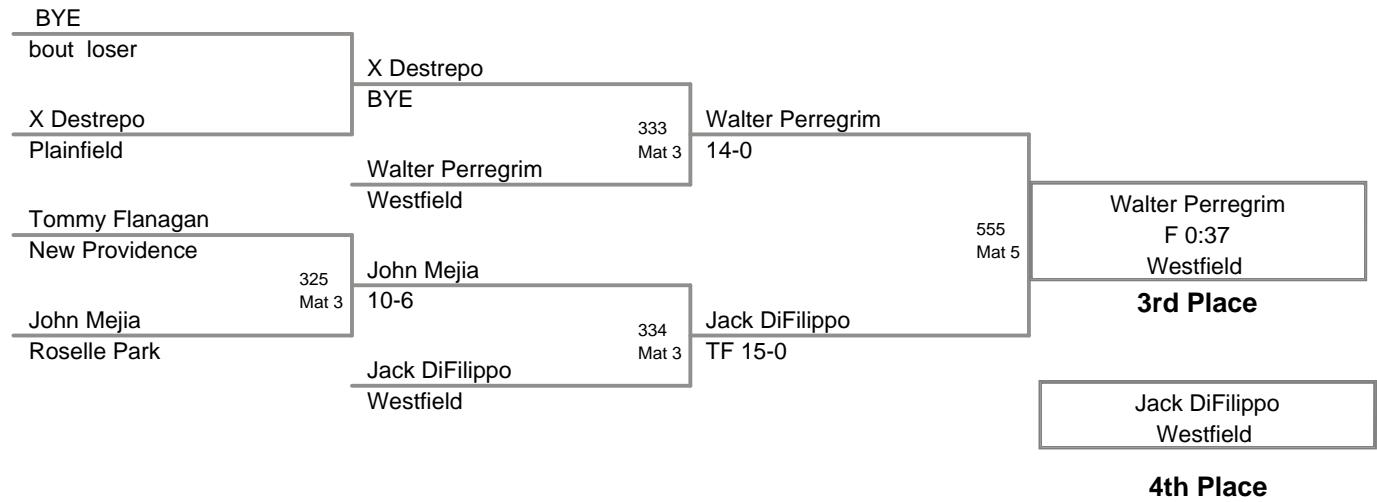 BYE
bout  loser
X Destrepo
Plainfield
Tommy Flanagan
New Providence
325
Mat 3
John Mejia
Roselle Park
X Destrepo
BYE
333
Mat 3
Walter Perregrim
Westfield
John Mejia
10-6
334
Mat 3
Jack DiFilippo
Westfield
Walter Perregrim
14-0
555
Mat 5
Jack DiFilippo
TF 15-0
Walter Perregrim
F 0:37
Westfield
3rd Place
Jack DiFilippo
Westfield
4th Place